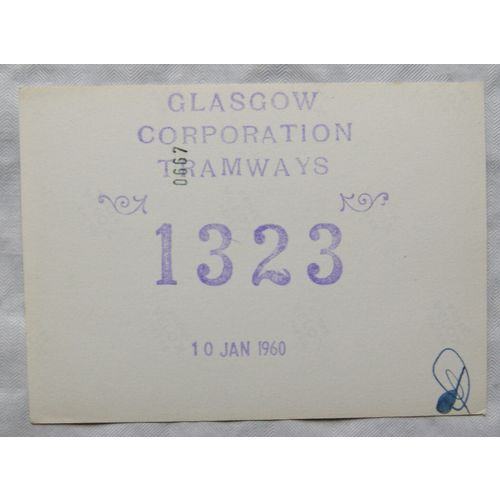 GLASGOW
CORPORATION
TRAMWAYS
0667
1323
10 JAN 1960